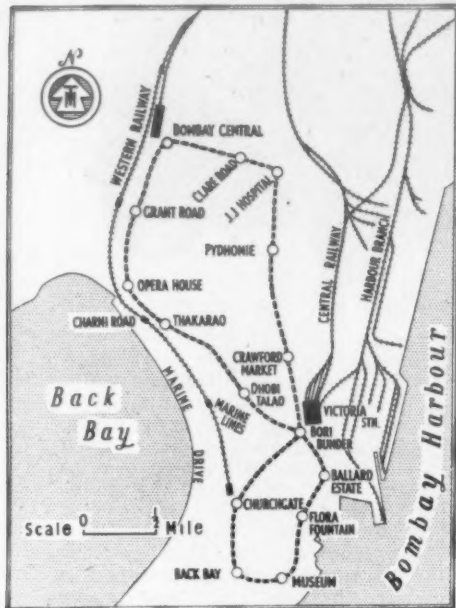 N
WESTERN RAILWAY
BOMBAY CENTRAL
CLARE ROAD
J.J HOSPITAL
GRANT ROAD
PYDHONIE
CENTRAL RAILWAY
HARBOUR BRANCH
OPERA HOUSE
CHARNI ROAD
THAKARAO
CRAWFORD
MARKET
DHOBI
TALAO
MARINE
DRIVE
MARINE
LINES
VICTORIA
STN.
BORI
BUNDER
Back
Bay
BALLARD
ESTATE
CHURCHGATE
FLORA
FOUNTAIN
Scale 0 ½ Mile
BACK BAY
MUSEUM
Bombay Harbour